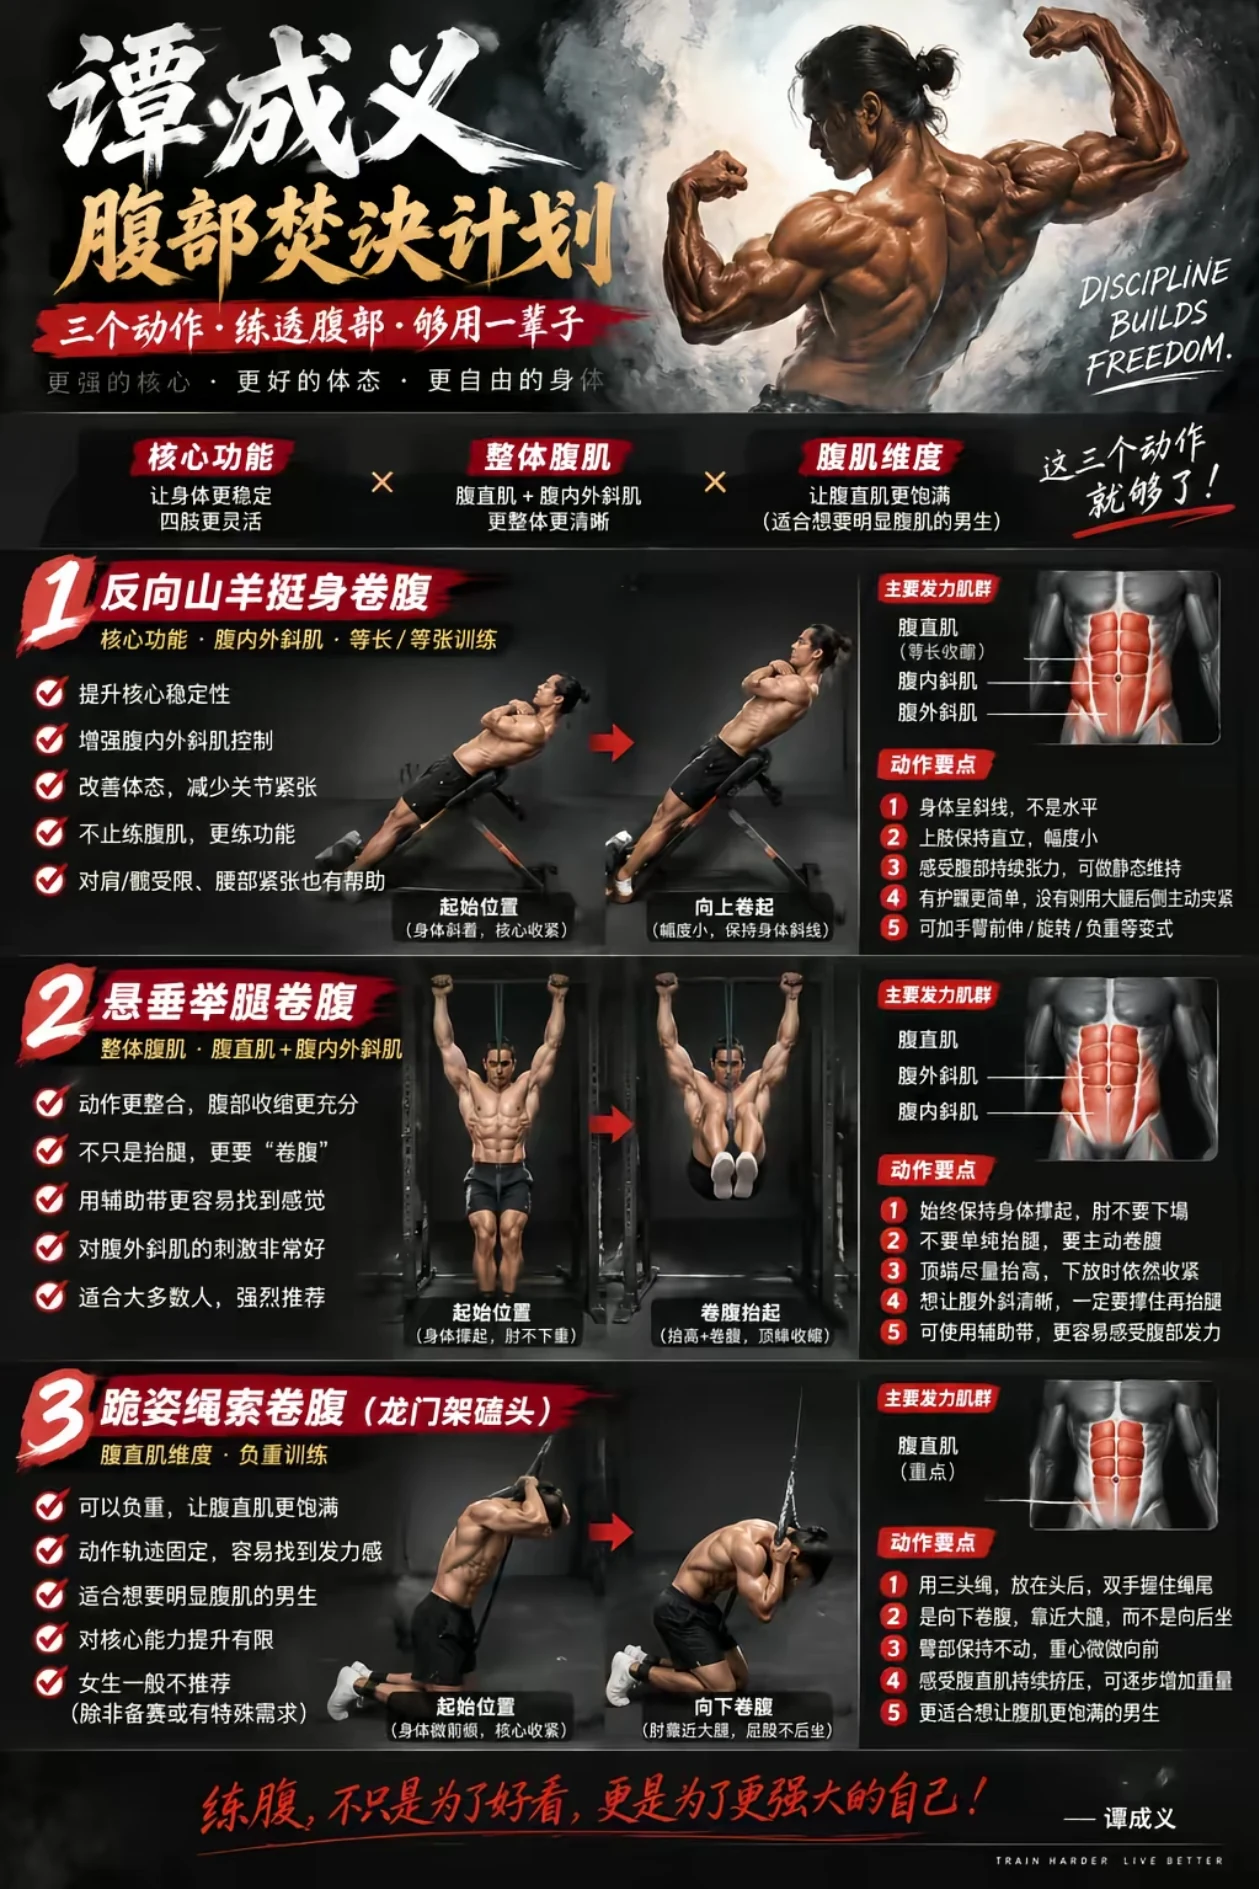 谭成义
腹部焚决计划
三个动作·练透腹部·够用一辈子
更强的核心 · 更好的体态 · 更自由的身体
DISCIPLINE
BUILDS
FREEDOM.
核心功能
让身体更稳定
四肢更灵活
×
整体腹肌
腹直肌 + 腹内外斜肌
更整体更清晰
×
腹肌维度
让腹直肌更饱满
（适合想要明显腹肌的男生）
这三个动作
就够了！
1 反向山羊挺身卷腹
核心功能 · 腹内外斜肌 · 等长 / 等张训练
提升核心稳定性
增强腹内外斜肌控制
改善体态，减少关节紧张
不止练腹肌，更练功能
对肩/髋受限、腰部紧张也有帮助
起始位置
（身体斜着，核心收紧）
向上卷起
（幅度小，保持身体斜线）
主要发力肌群
腹直肌
（等长收）
腹内斜肌
腹外斜肌
动作要点
1 身体呈斜线，不是水平
2 上肢保持直立，幅度小
3 感受腹部持续张力，可做静态维持
4 有护更简单，没有则用大腿后侧主动夹紧
5 可加手臂前伸 / 旋转 / 负重等变式
2 悬垂举腿卷腹
整体腹肌 · 腹直肌+腹内外斜肌
动作更整合，腹部收缩更充分
不只是抬腿，更要“卷腹”
用辅助带更容易找到感觉
对腹外斜肌的刺激非常好
适合大多数人，强烈推荐
起始位置
（身体撑起，肘不下重）
卷腹抬起
（抬高+卷腹，顶收缩）
主要发力肌群
腹直肌
腹外斜肌
腹内斜肌
动作要点
1 始终保持身体撑起，肘不要下塌
2 不要单纯抬腿，要主动卷腹
3 顶端尽量抬高，下放时依然收紧
4 想让腹外斜清晰，一定要撑住再抬腿
5 可使用辅助带，更容易感受腹部发力
3 跪姿绳索卷腹（龙门架磕头）
腹直肌维度 · 负重训练
可以负重，让腹直肌更饱满
动作轨迹固定，容易找到发力感
适合想要明显腹肌的男生
对核心能力提升有限
女生一般不推荐
（除非备赛或有特殊需求）
起始位置
（身体微前，核心收紧）
向下卷腹
（肘靠近大腿，屈股不后坐）
主要发力肌群
腹直肌
（重点）
动作要点
1 用三头绳，放在头后，双手握住绳尾
2 是向下卷腹，靠近大腿，而不是向后坐
3 臀部保持不动，重心微微向前
4 感受腹直肌持续挤压，可逐步增加重量
5 更适合想让腹肌更饱满的男生
练腹，不只是为了好看，更是为了更强大的自己！
—— 谭成义
TRAIN HARDER LIVE BETTER